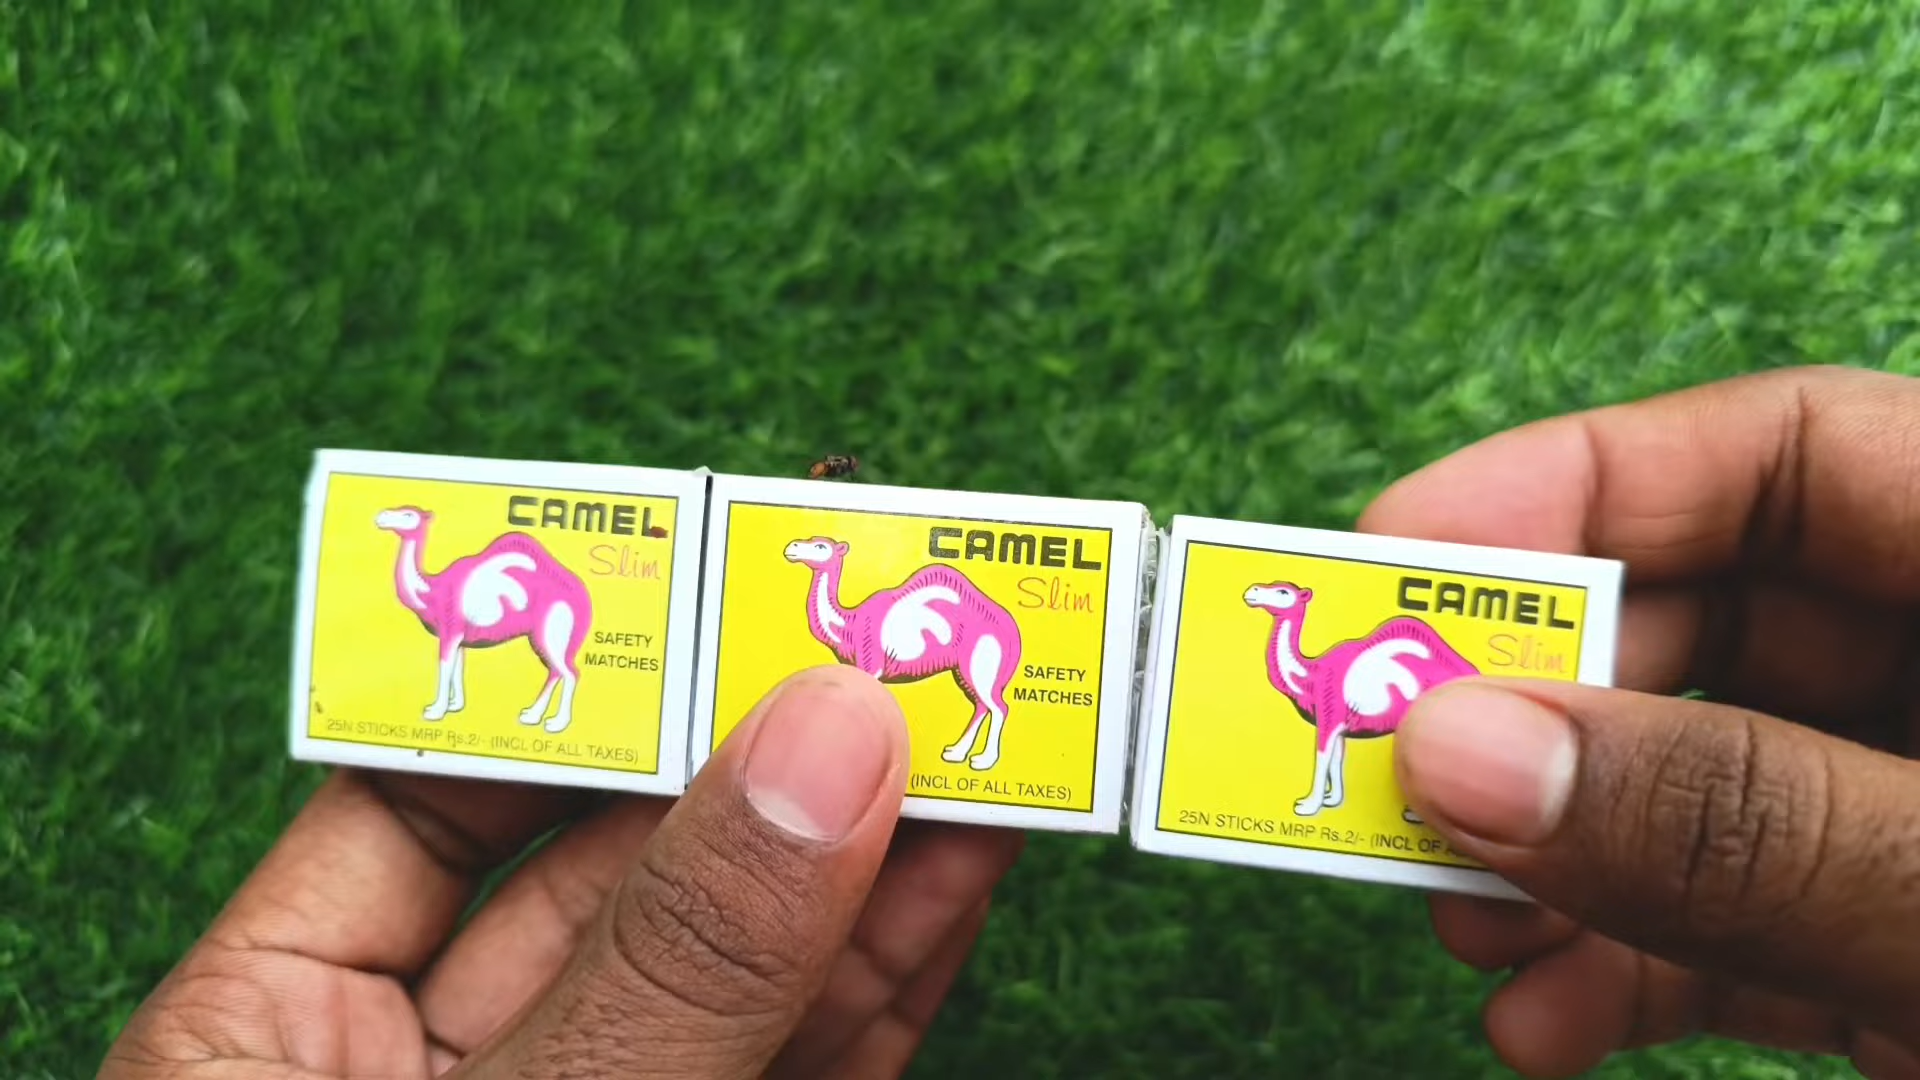 CAMEL
Slim
SAFETY
MATCHES
25N STICKS MRP Rs.2/- (INCL OF ALL TAXES)
CAMEL
Slim
SAFETY
MATCHES
(INCL OF ALL TAXES)
CAMEL
Slim
25N STICKS MRP Rs.2/- (INCL OF